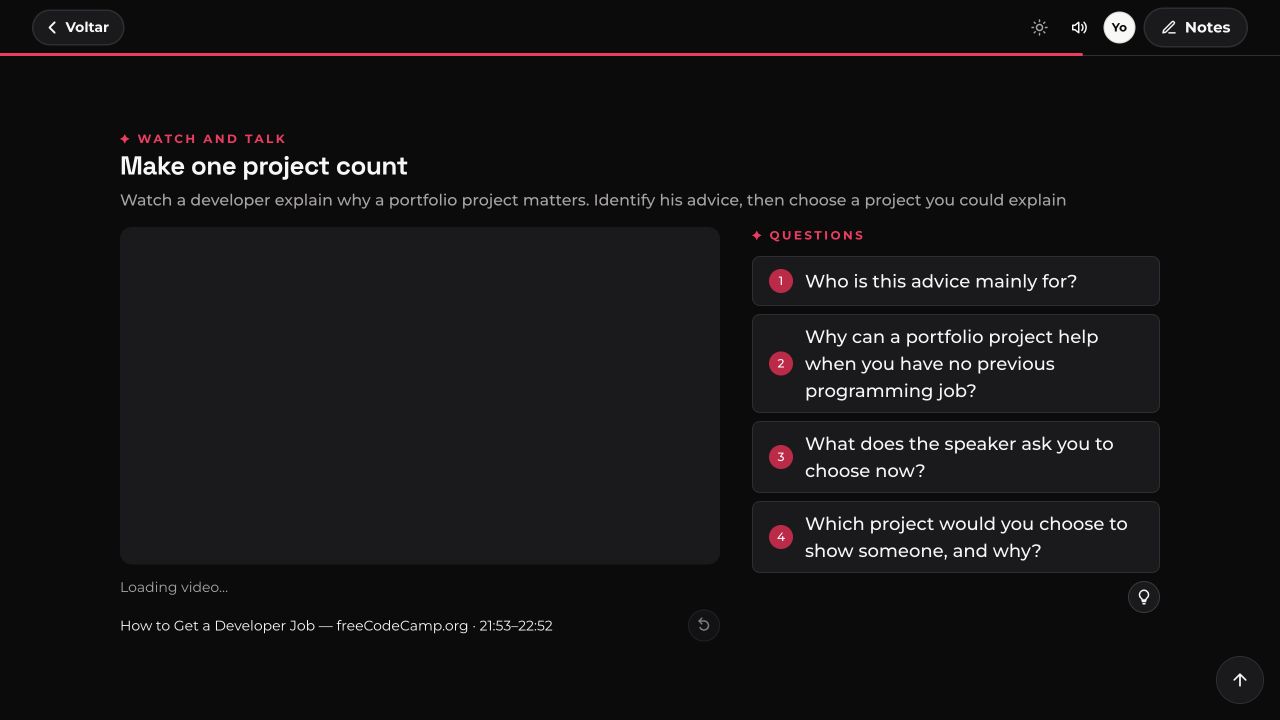 Voltar
Yo
Notes
WATCH AND TALK
Make one project count
Watch a developer explain why a portfolio project matters. Identify his advice, then choose a project you could explain
QUESTIONS
1 Who is this advice mainly for?
2 Why can a portfolio project help
when you have no previous
programming job?
3 What does the speaker ask you to
choose now?
4 Which project would you choose to
show someone, and why?
Loading video...
How to Get a Developer Job — freeCodeCamp.org · 21:53–22:52